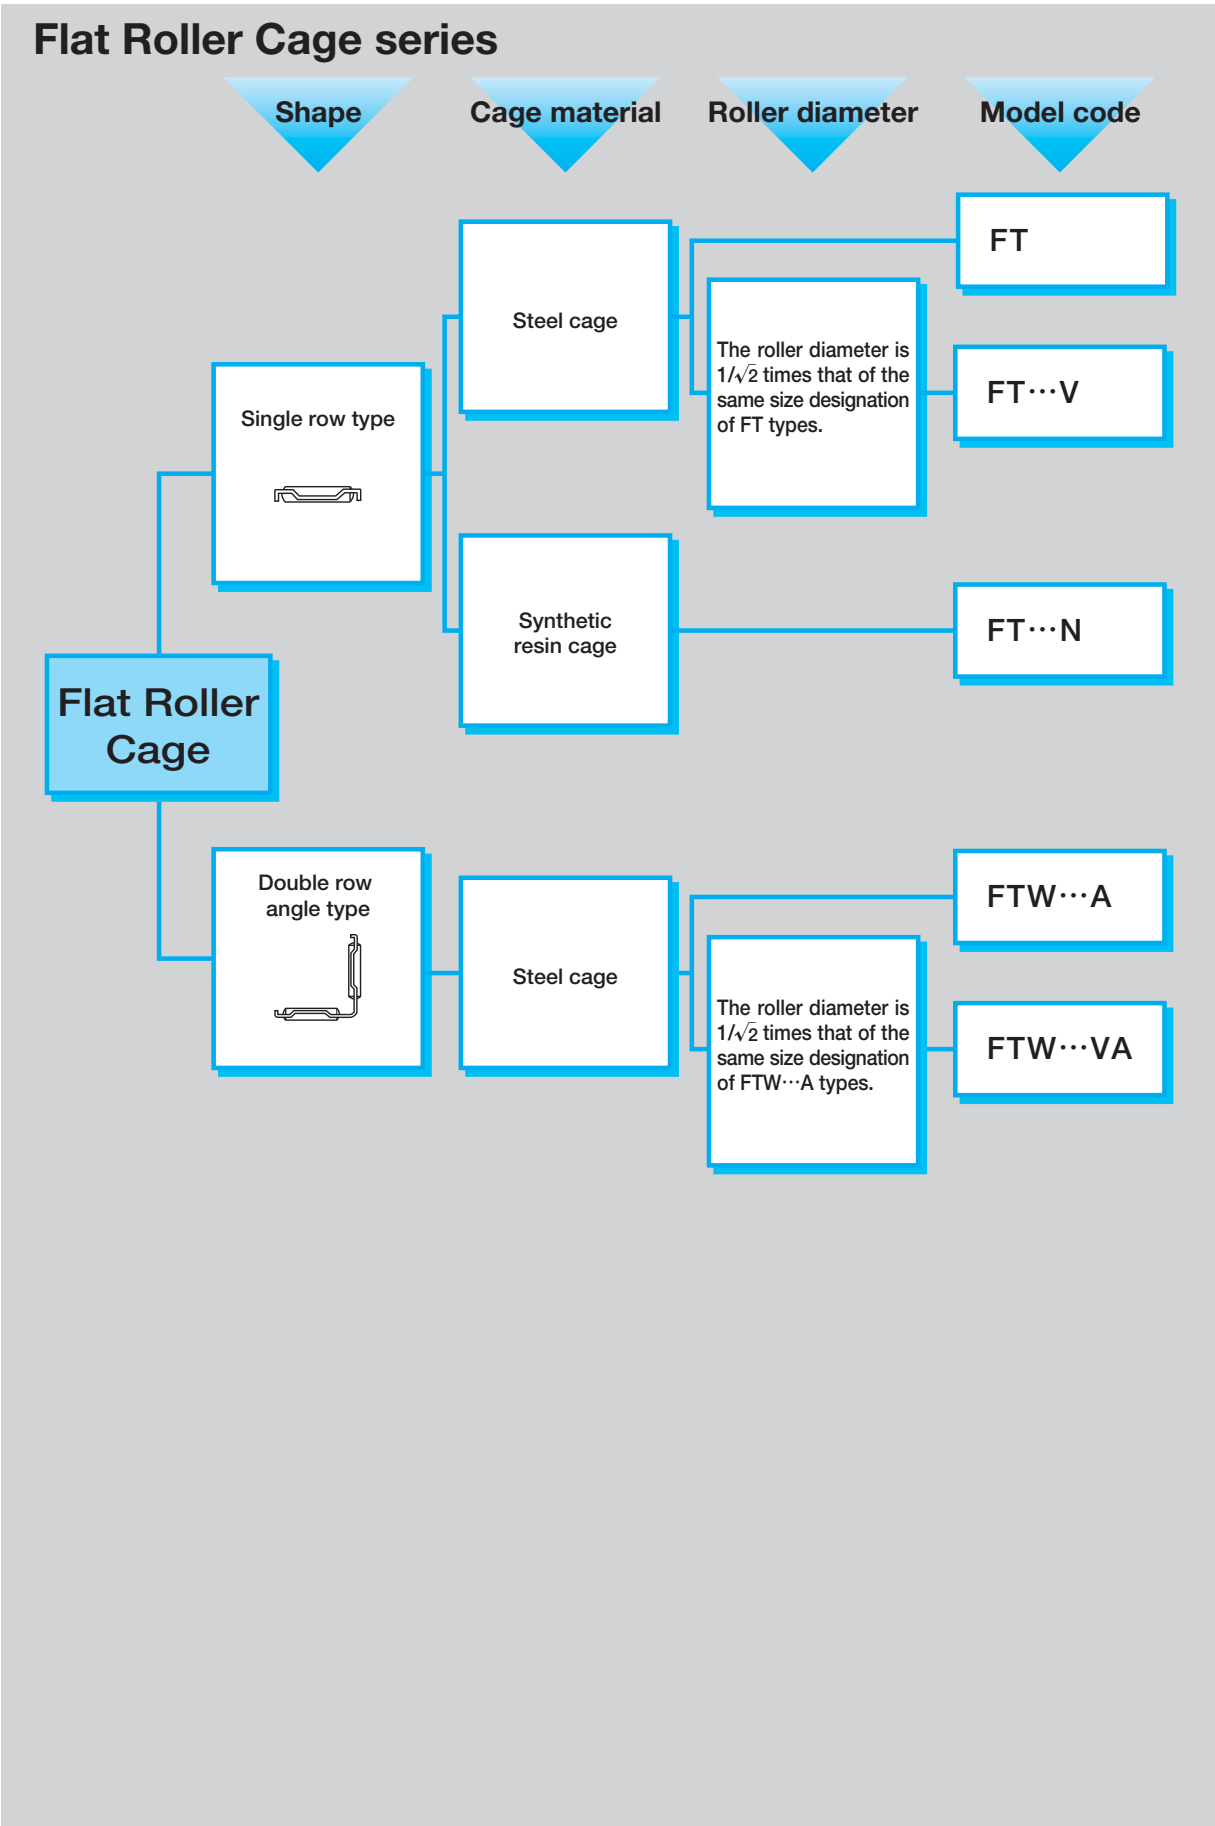 Flat Roller Cage series
Shape
Cage material
Roller diameter
Model code
FT
Steel cage
The roller diameter is
1/√2 times that of the
same size designation
of FT types.
FT···V
Single row type
Synthetic
resin cage
FT···N
Flat Roller
Cage
Double row
angle type
Steel cage
FTW···A
The roller diameter is
1/√2 times that of the
same size designation
of FTW···A types.
FTW···VA